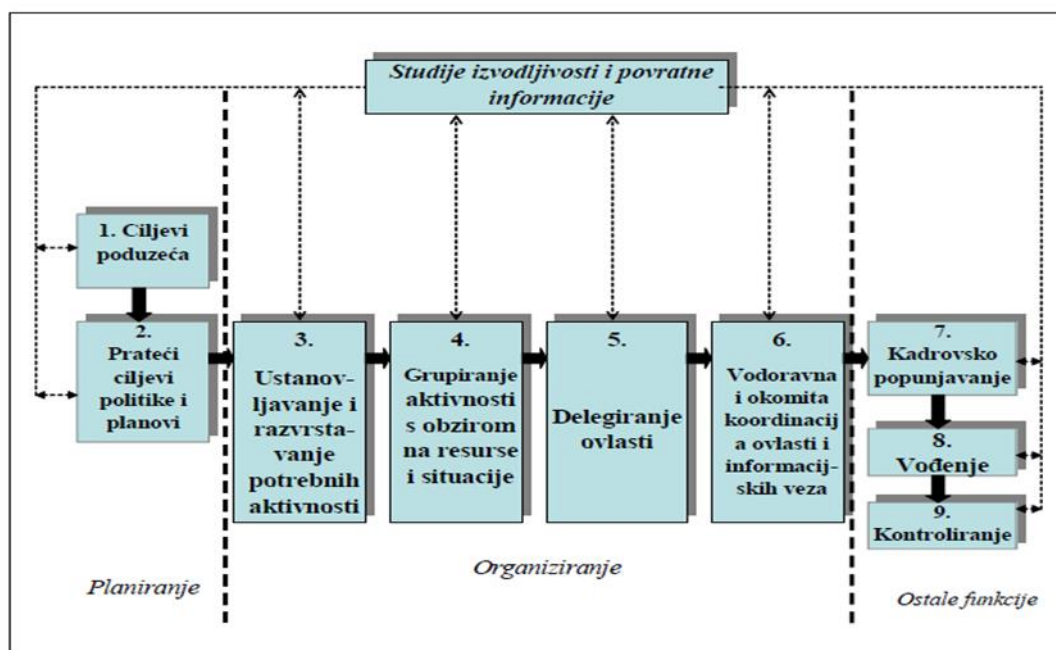 Studije izvodljivosti i povratne
informacije
1. Ciljevi
poduzeća
2.
Prateći
ciljevi
politike i
planovi
3.
Ustanov-
ljavanje i
razvrsta-
vanje
potrebnih
aktivnosti
4.
Grupiranje
aktivnosti
s obzirom
na resurse
i situacije
5.
Delegiranje
ovlasti
6.
Vodoravna
i okomita
koordinacij
a ovlasti i
informacij-
skih veza
7.
Kadrovsko
popunjavanje
8.
Vođenje
9.
Kontroliranje
Planiranje
Organiziranje
Ostale funkcije